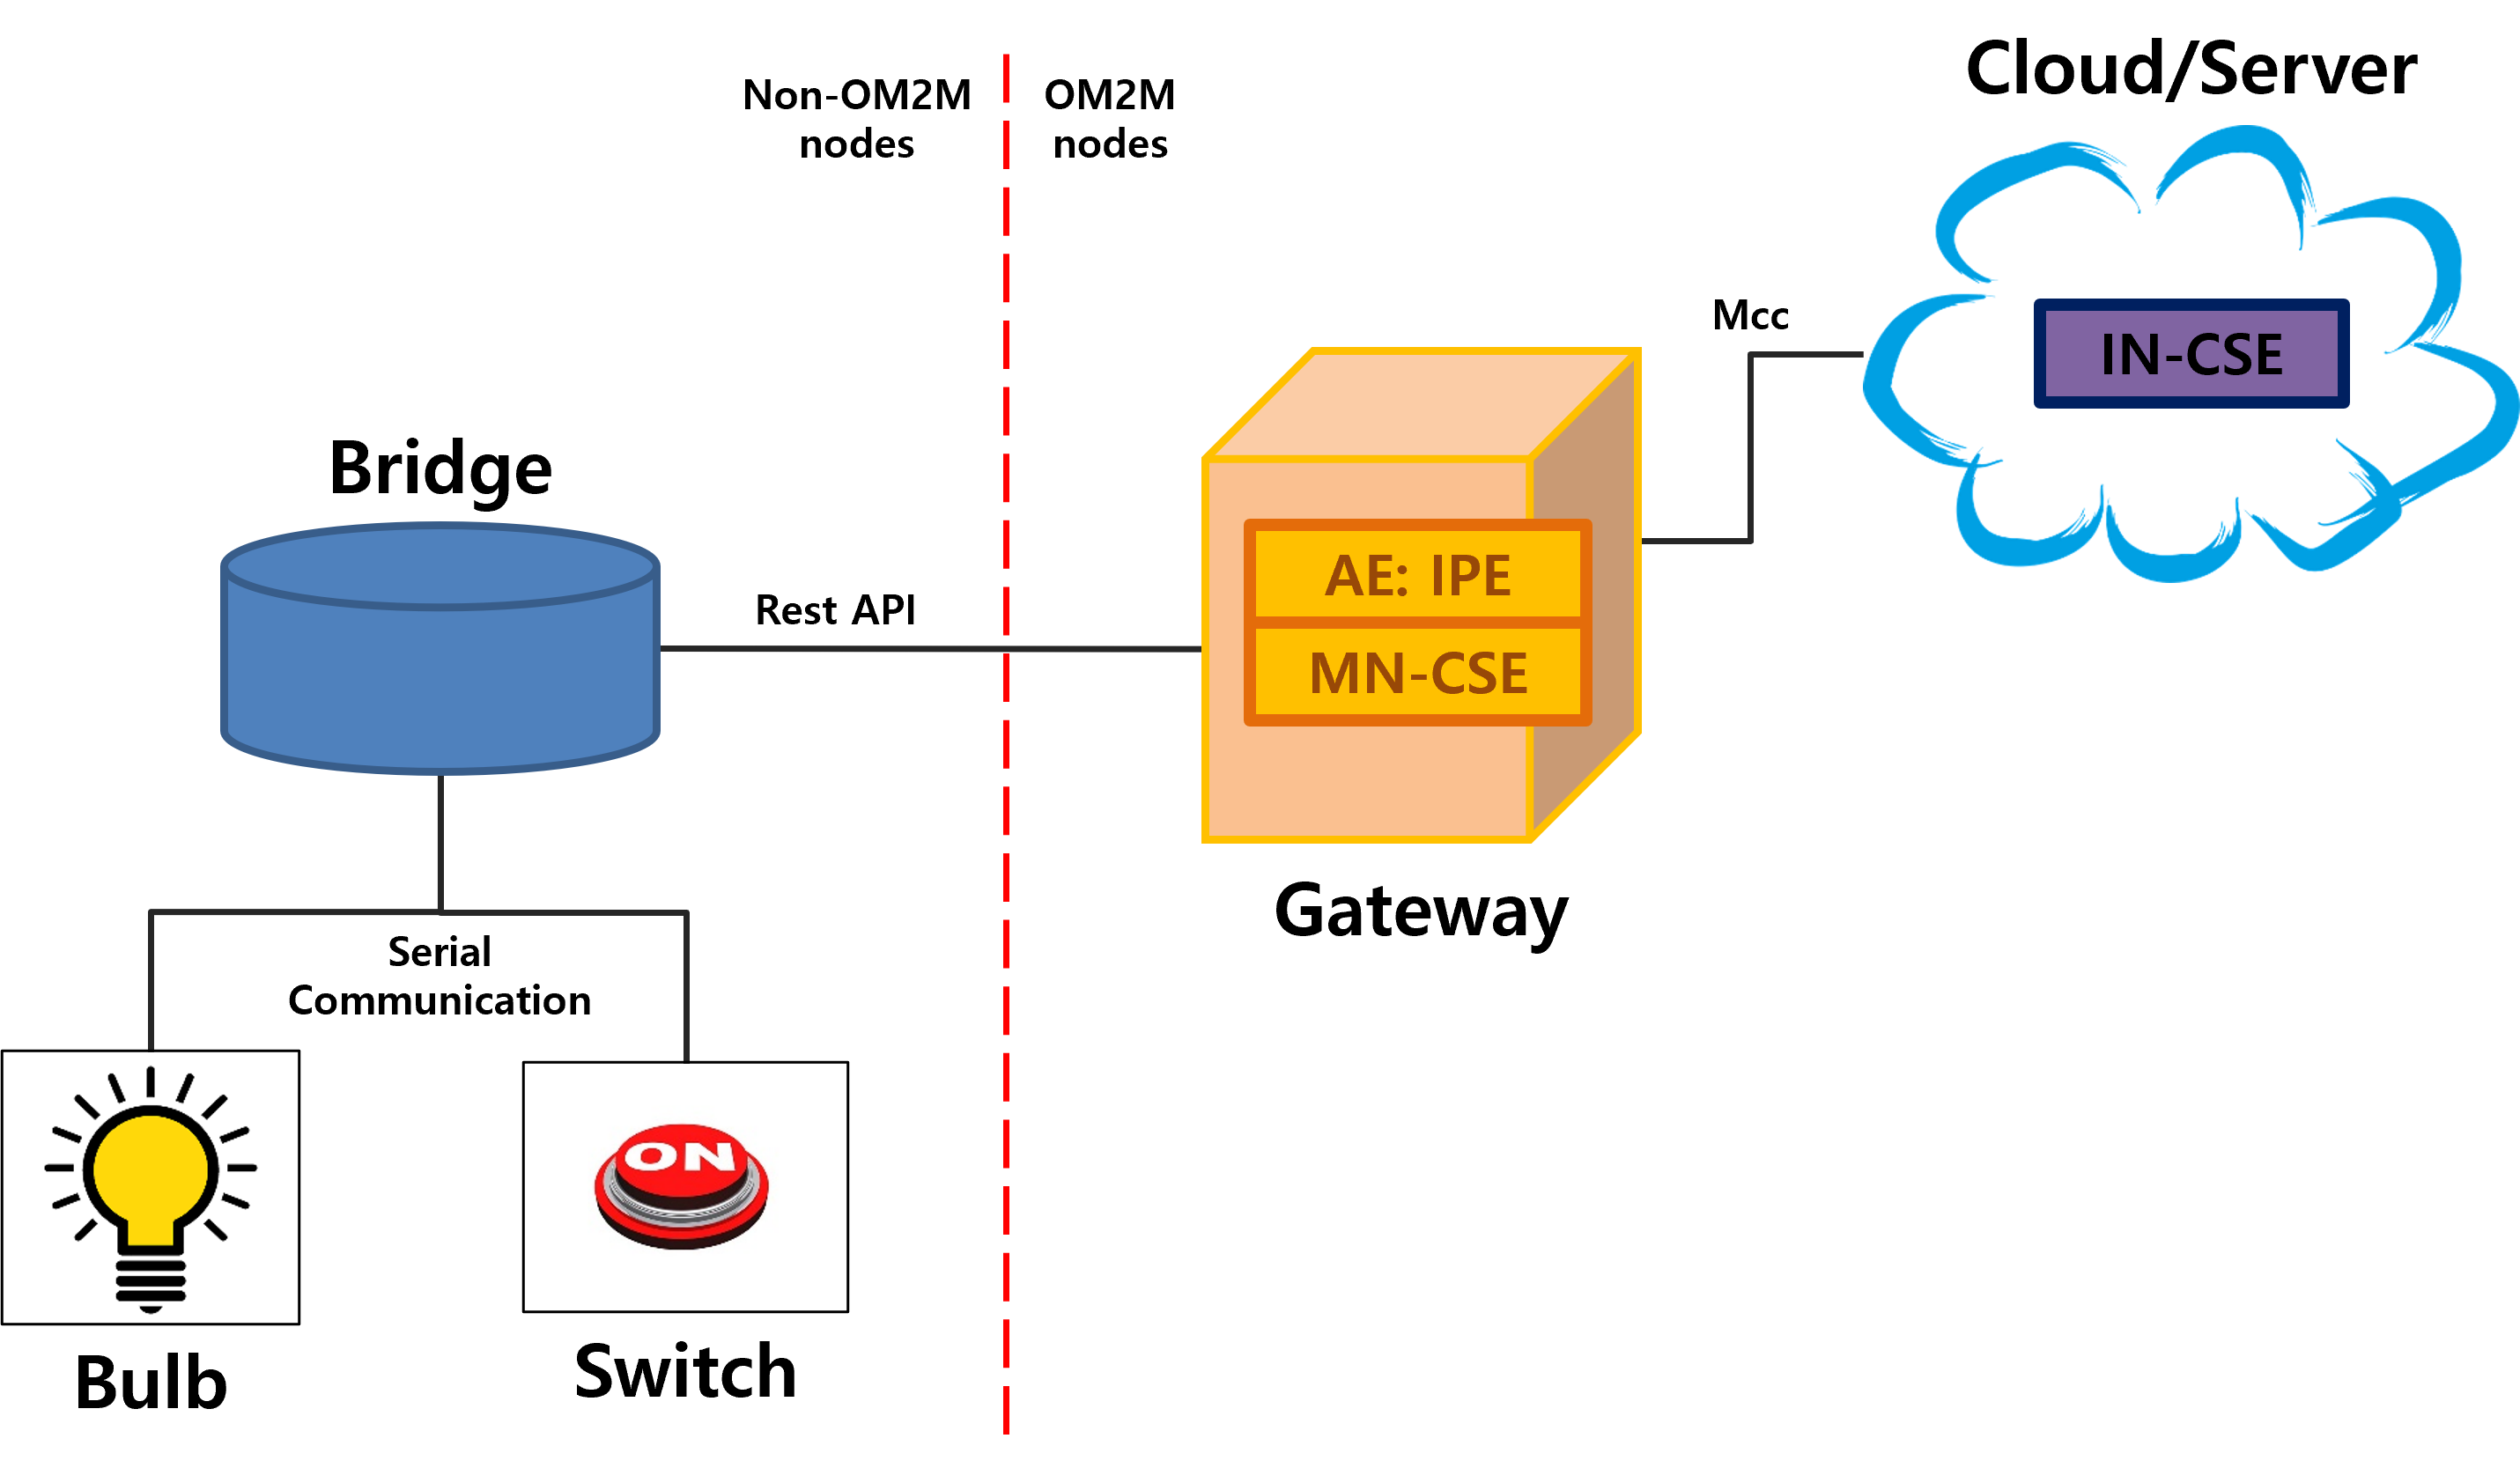 Cloud/Server
Non-OM2M
nodes
OM2M
nodes
Mcc
IN-CSE
Bridge
Rest API
AE: IPE
MN-CSE
Gateway
Serial
Communication
ON
Bulb
Switch